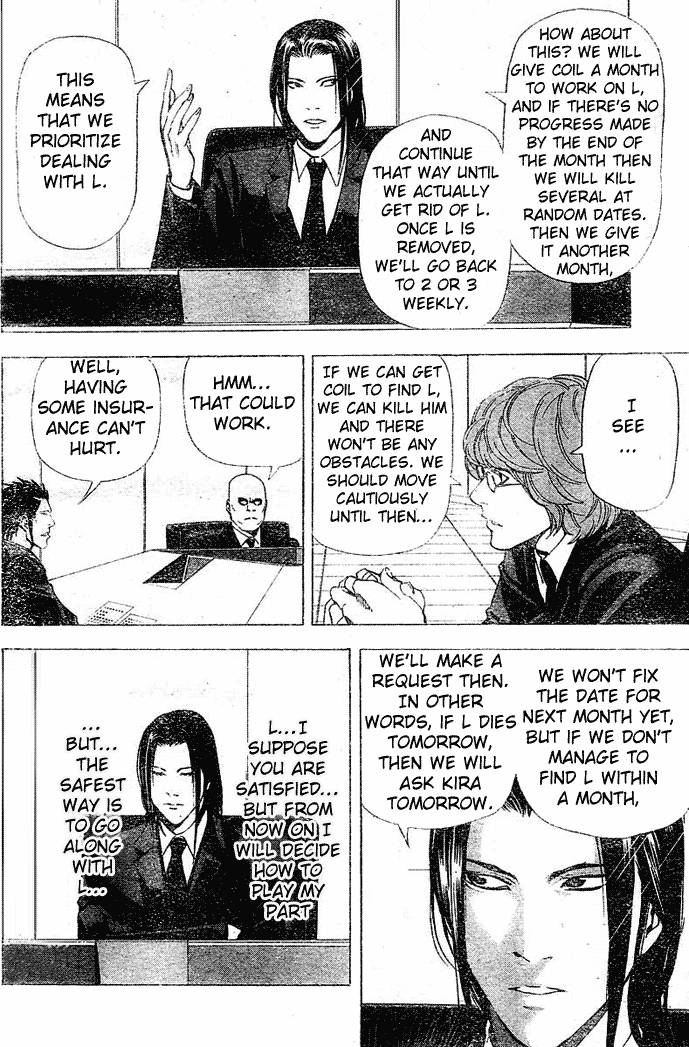 HOW ABOUT
THIS? WE WILL
GIVE COIL A MONTH
TO WORK ON L,
AND IF THERE'S NO
PROGRESS MADE
BY THE END OF
THE MONTH THEN
WE WILL KILL
SEVERAL AT
RANDOM DATES.
THEN WE GIVE
IT ANOTHER
MONTH,
AND
CONTINUE
THAT WAY UNTIL
WE ACTUALLY
GET RID OF L.
ONCE L IS
REMOVED,
WE'LL GO BACK
TO 2 OR 3
WEEKLY.
THIS
MEANS
THAT WE
PRIORITIZE
DEALING
WITH L.
I
SEE
...
IF WE CAN GET
COIL TO FIND L,
WE CAN KILL HIM
AND THERE
WON'T BE ANY
OBSTACLES. WE
SHOULD MOVE
CAUTIOUSLY
UNTIL THEN...
HMM...
THAT COULD
WORK.
WELL,
HAVING
SOME INSUR-
ANCE CAN'T
HURT.
WE WON'T FIX
THE DATE FOR
NEXT MONTH YET,
BUT IF WE DON'T
MANAGE TO
FIND L WITHIN
A MONTH,
WE'LL MAKE A
REQUEST THEN.
IN OTHER
WORDS, IF L DIES
TOMORROW,
THEN WE WILL
ASK KIRA
TOMORROW.
L...I
SUPPOSE
YOU ARE
SATISFIED...
BUT FROM
NOW ON I
WILL DECIDE
HOW TO
PLAY MY
PART
...
BUT...
THE
SAFEST
WAY IS
TO GO
ALONG
WITH
L...